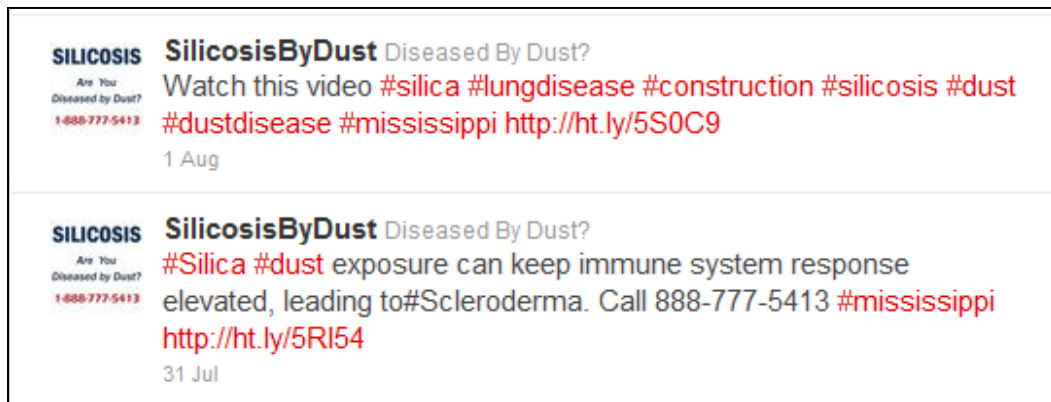 SILICOSIS
Are You
Diseased by Dust?
1-888-777-5413
SilicosisByDust Diseased By Dust?
Watch this video #silica #lungdisease #construction #silicosis #dust
#dustdisease #mississippi http://ht.ly/5S0C9
1 Aug
SILICOSIS
Are You
Diseased by Dust?
1-888-777-5413
SilicosisByDust Diseased By Dust?
#Silica #dust exposure can keep immune system response
elevated, leading to#Scleroderma. Call 888-777-5413 #mississippi
http://ht.ly/5Rl54
31 Jul